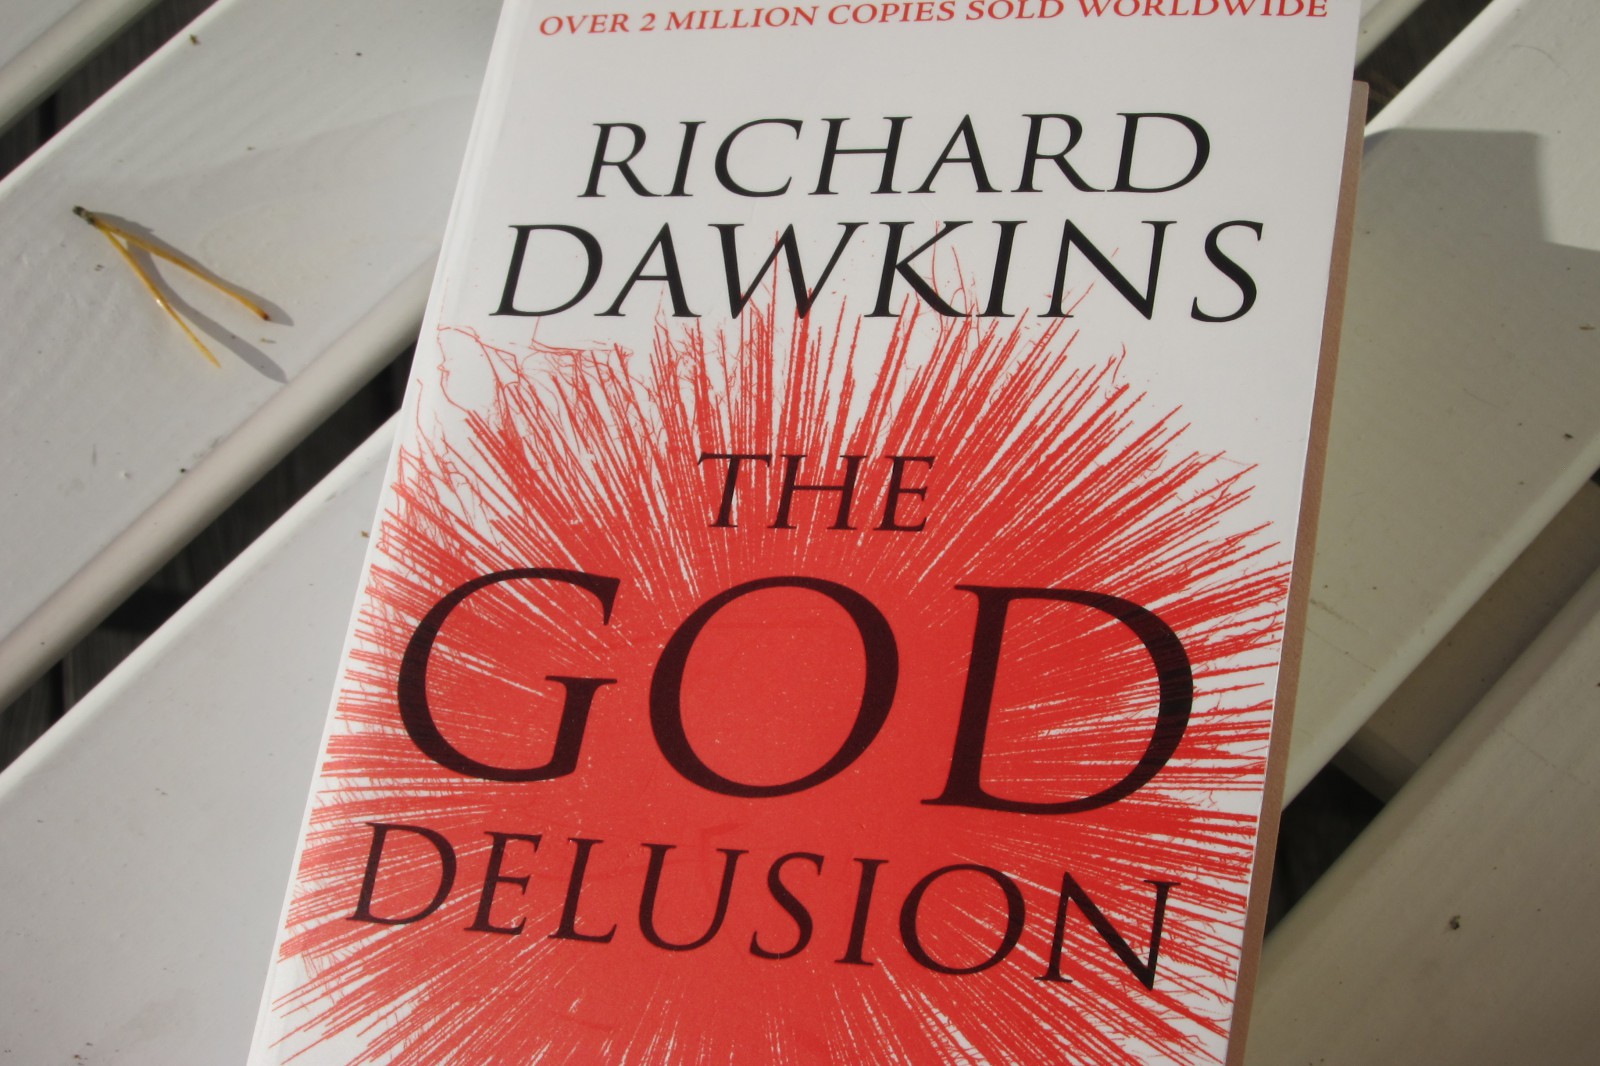 OVER 2 MILLION COPIES SOLD WORLDWIDE
RICHARD
DAWKINS
THE
GOD
DELUSION